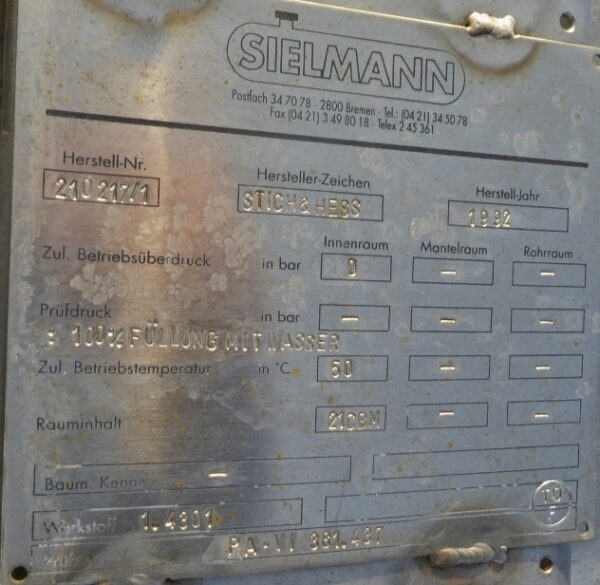 SIELMANN
Postfach 34 70 78 · 2800 Bremen · Tel.: (04 21) 34 50 78
Fax (04 21) 3 49 80 18 · Telex 2 45 361
Herstell-Nr. Hersteller-Zeichen Herstell-Jahr
210 217/1 STICH & HESS 1992
Innenraum Mantelraum Rohrraum
Zul. Betriebsüberdruck in bar 0 – –
Prüfdruck in bar – – –
: 100% FÜLLUNG MIT WASSER
Zul. Betriebstemperatur in °C 50 – –
Rauminhalt 21CBM – –
Baum. Kennz –
Werkstoff 1.4301
PA-VI 381.437